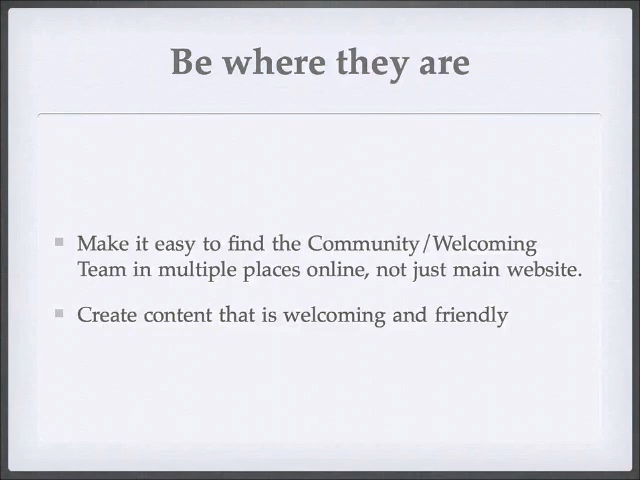 Be where they are
Make it easy to find the Community/Welcoming
Team in multiple places online, not just main website.
Create content that is welcoming and friendly